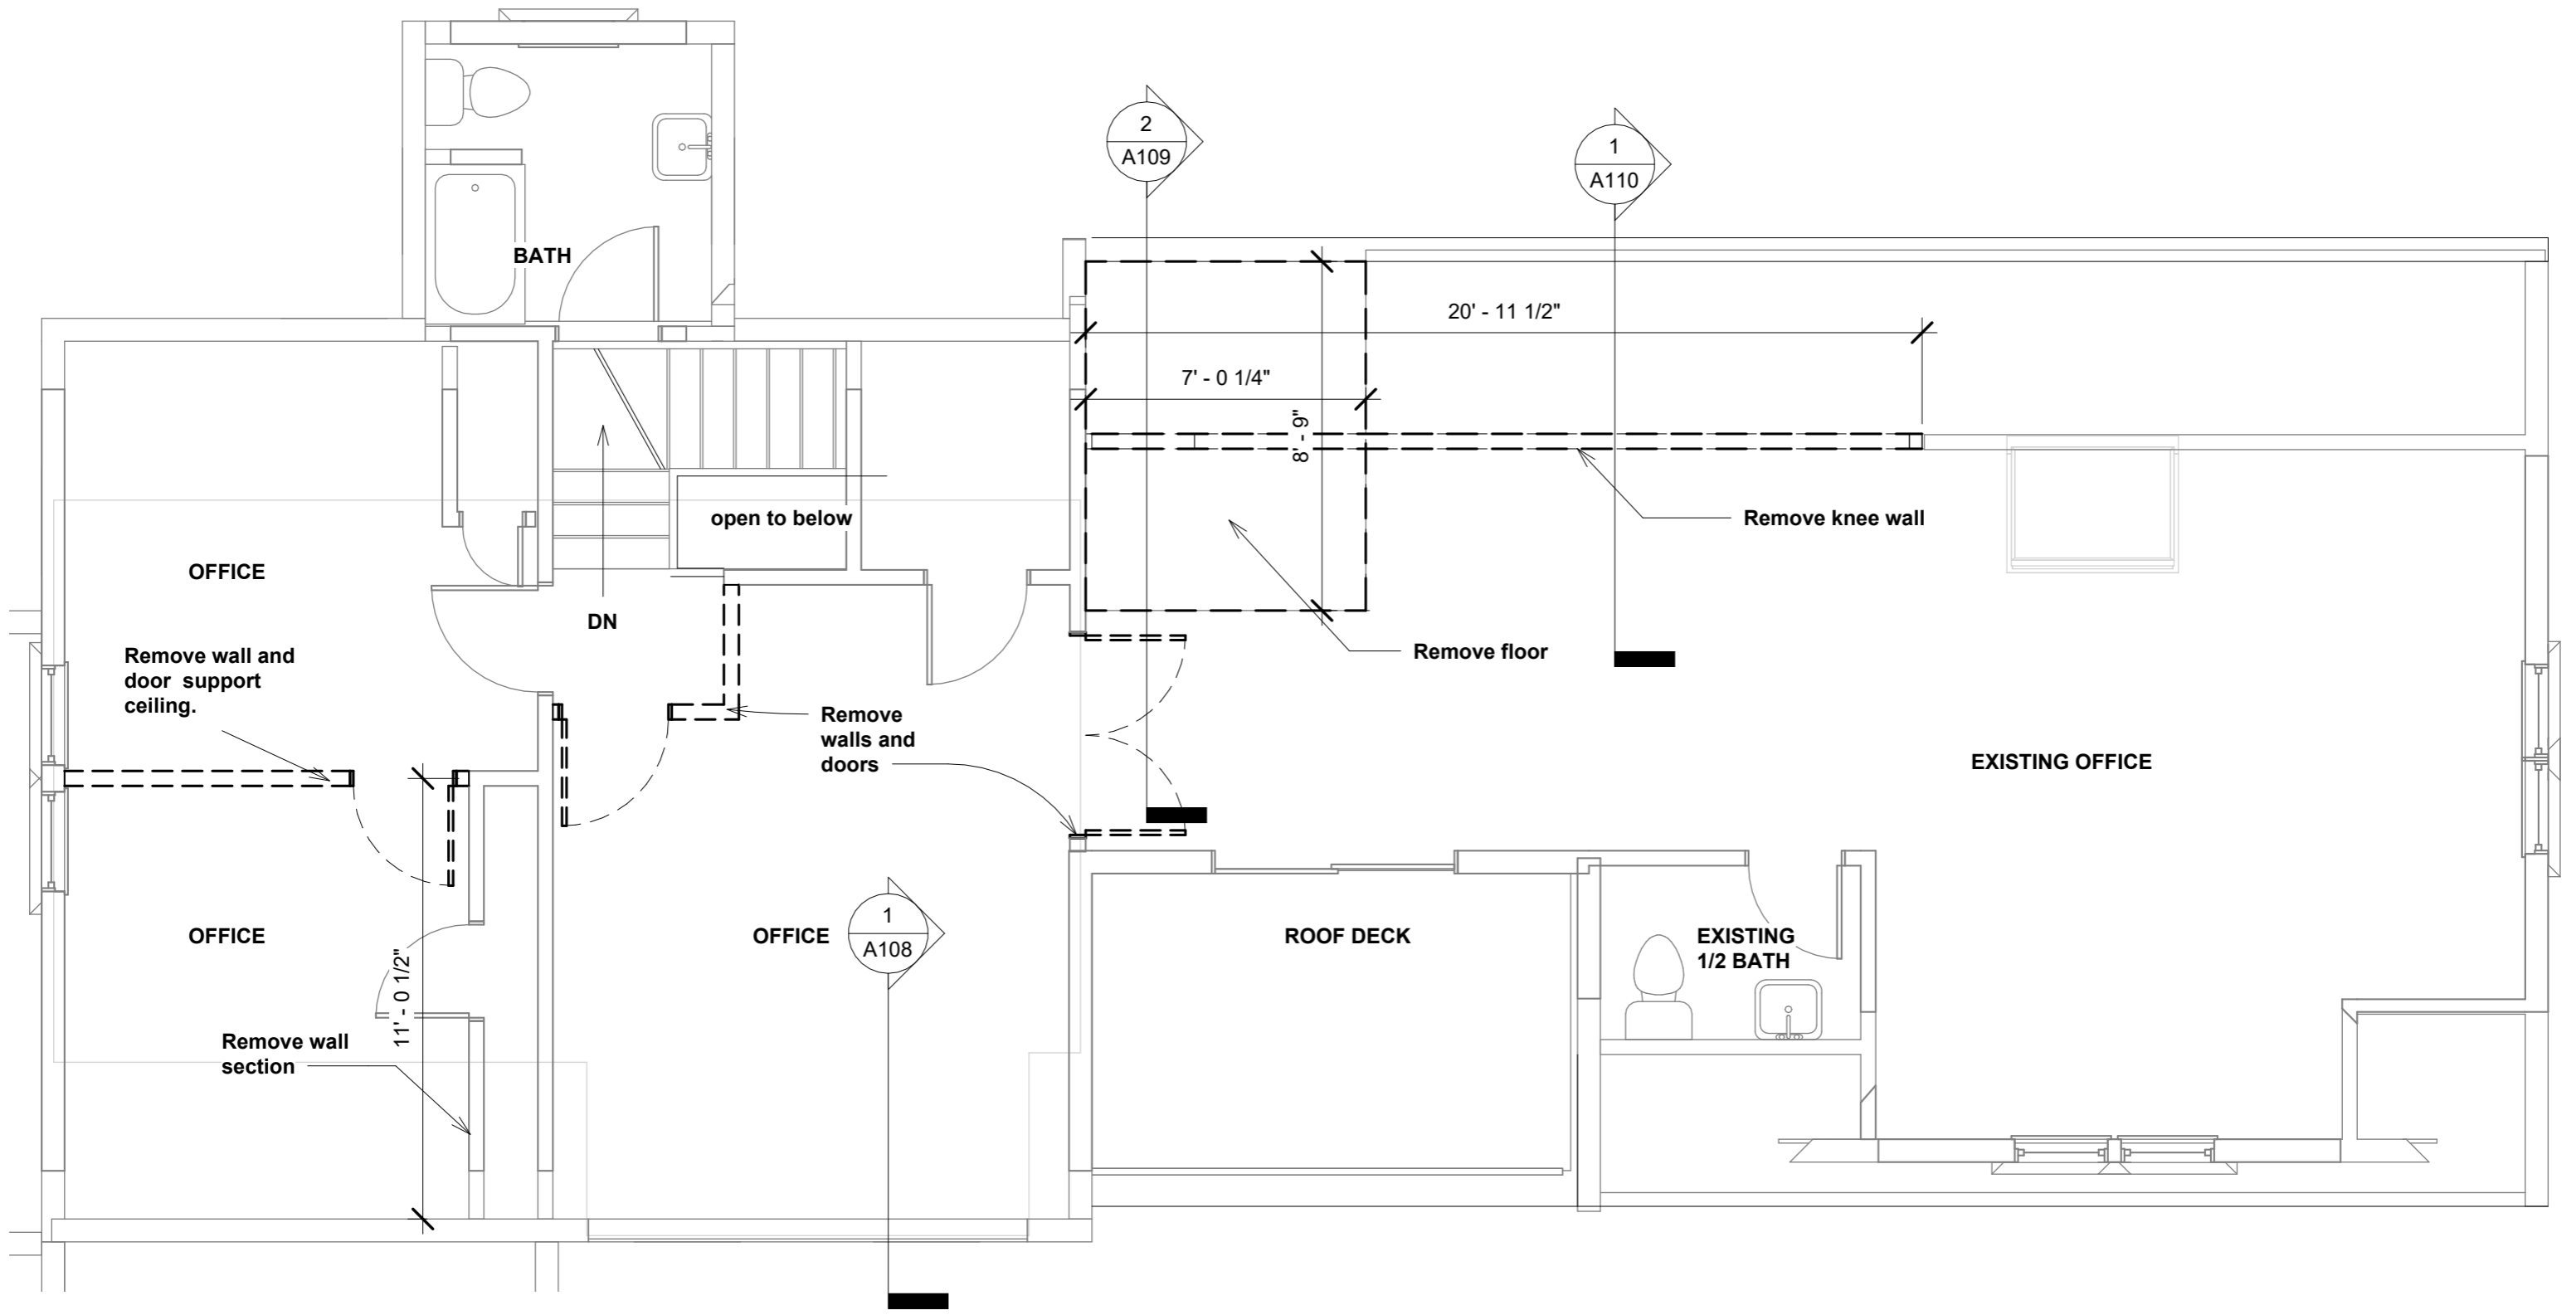 2
A109
1
A110
BATH
20' - 11 1/2"
7' - 0 1/4"
8' - 9"
open to below
Remove knee wall
OFFICE
DN
Remove wall and
door  support
ceiling.
Remove floor
Remove
walls and
doors
EXISTING OFFICE
OFFICE
11' - 0 1/2"
OFFICE
1
A108
ROOF DECK
EXISTING
1/2 BATH
Remove wall
section